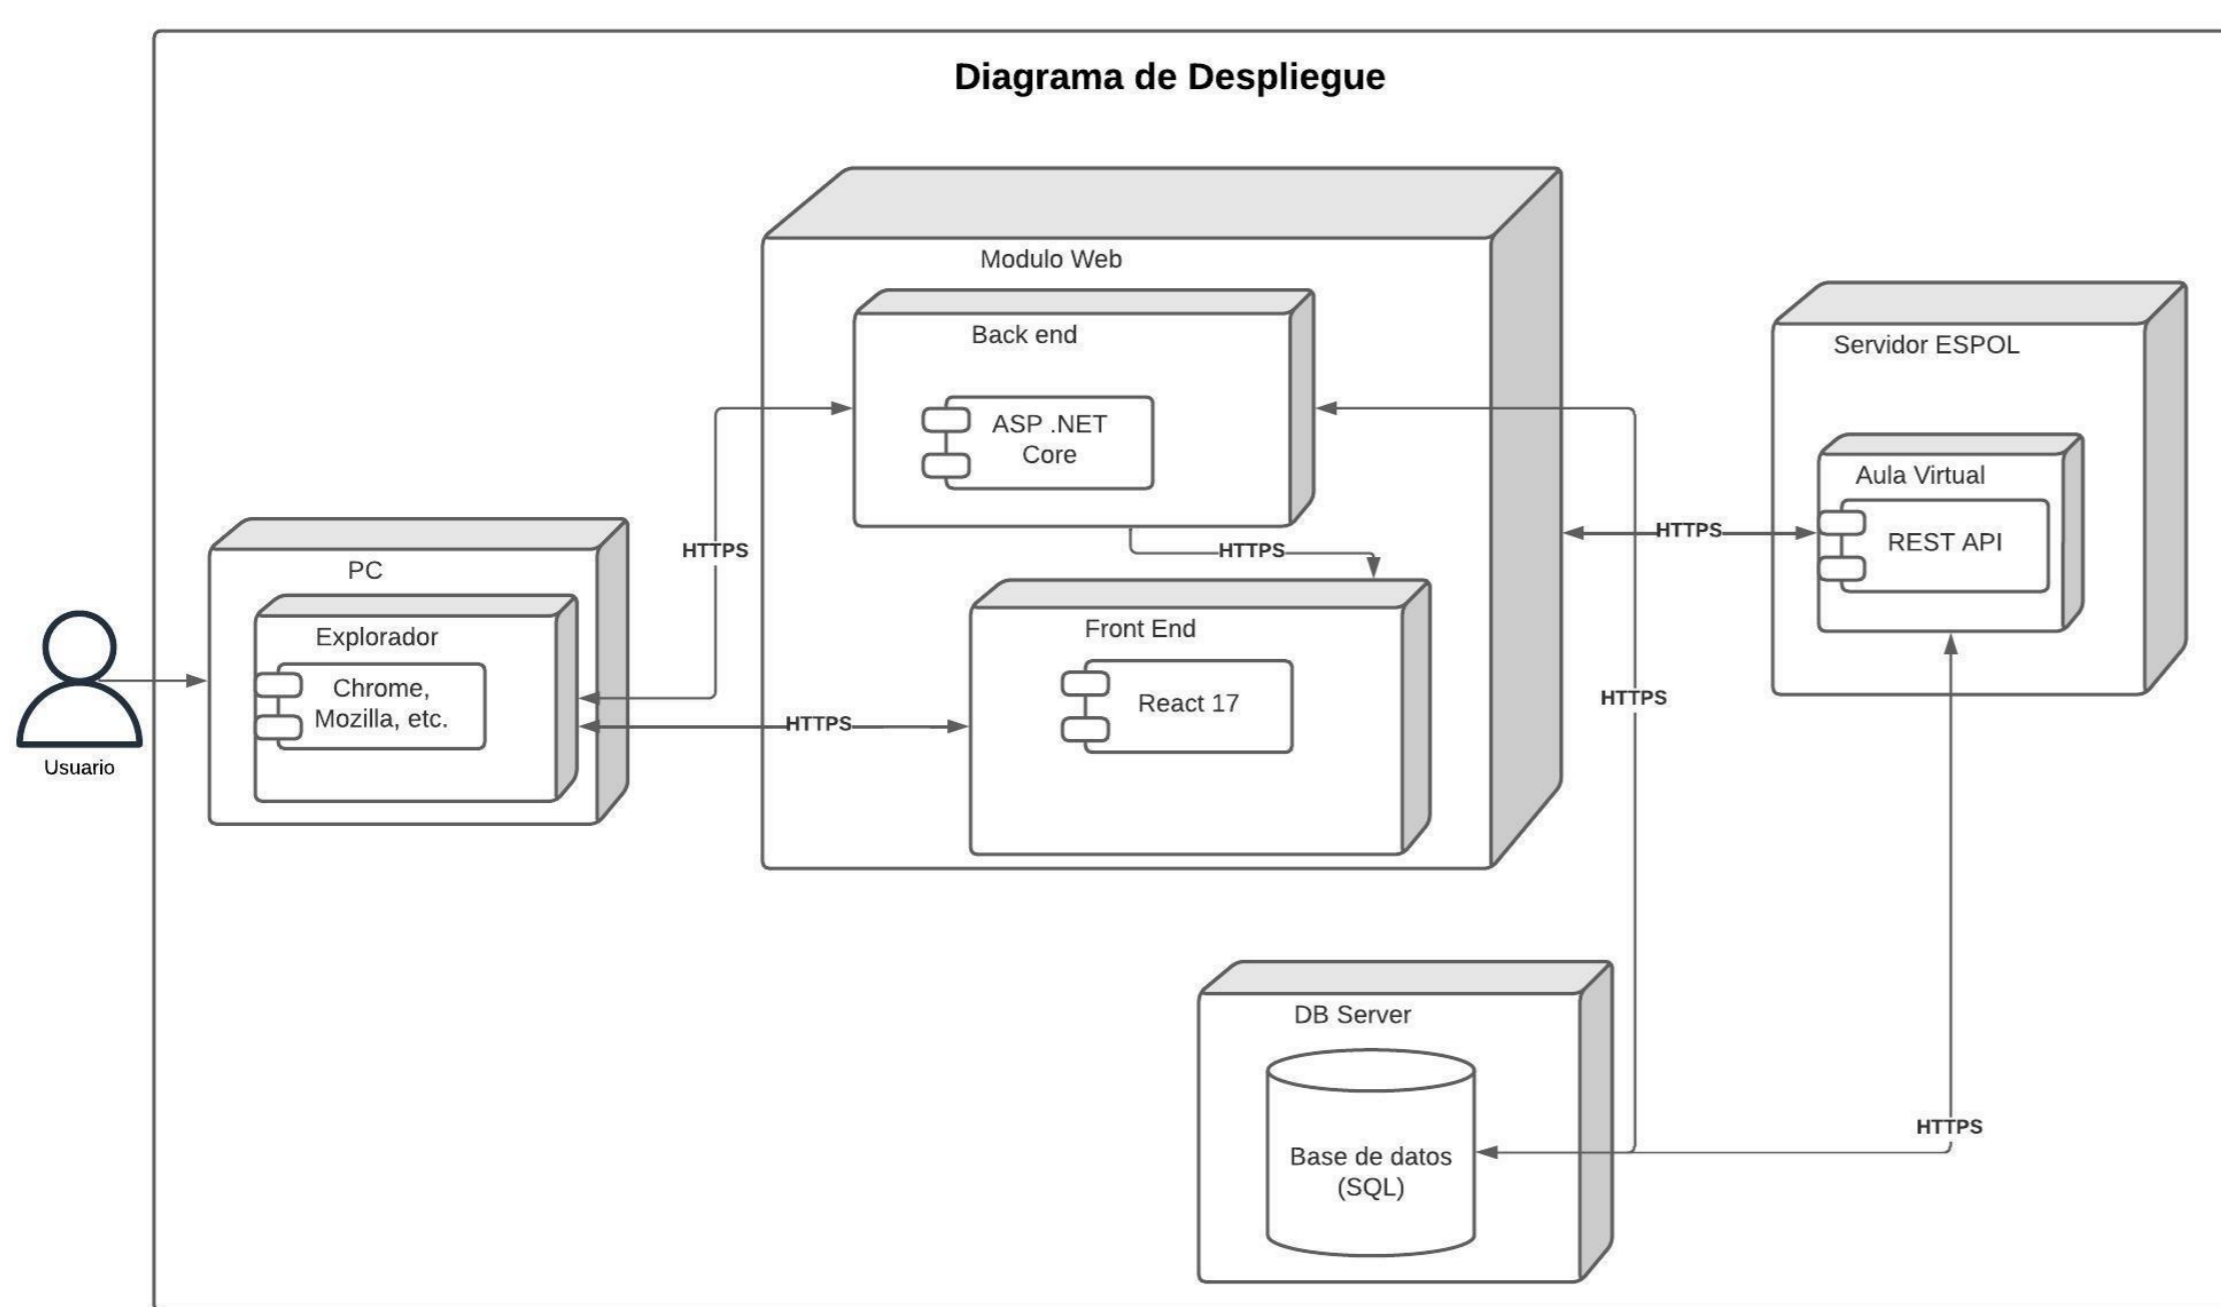 Diagrama de Despliegue
Modulo Web
Back end
ASP .NET
Core
Servidor ESPOL
Aula Virtual
REST API
HTTPS
HTTPS
HTTPS
PC
Explorador
Chrome,
Mozilla, etc.
Usuario
Front End
React 17
HTTPS
HTTPS
DB Server
Base de datos
(SQL)
HTTPS